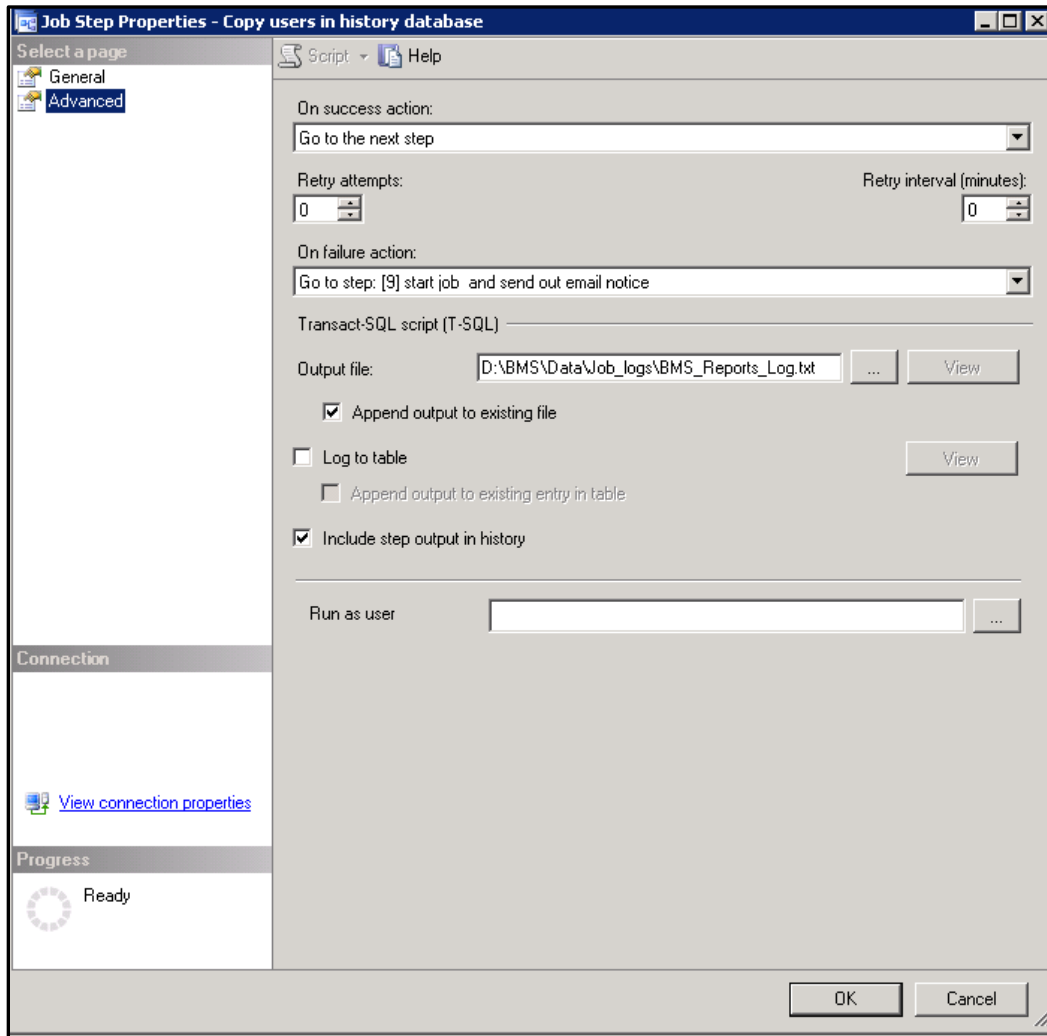 Job Step Properties - Copy users in history database
Select a page
General
Advanced
Script
Help
On success action:
Go to the next step
Retry attempts:
Retry interval (minutes):
0
0
On failure action:
Go to step: [9] start job  and send out email notice
Transact-SQL script (T-SQL)
Output file:
D:\BMS\Data\Job_logs\BMS_Reports_Log.txt
...
View
Append output to existing file
Log to table
View
Append output to existing entry in table
Include step output in history
Run as user
...
Connection
View connection properties
Progress
Ready
OK
Cancel